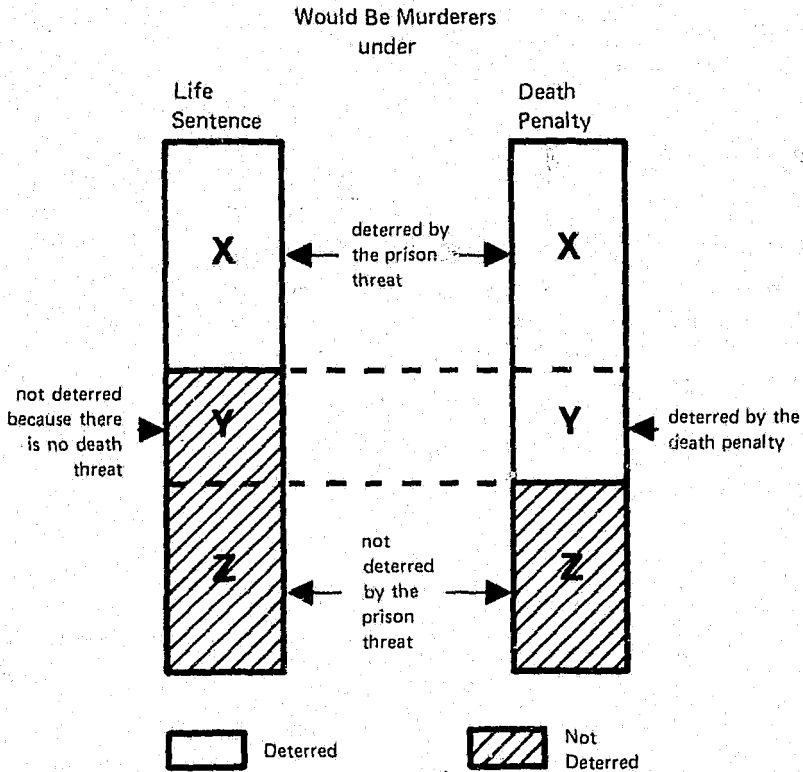 Would Be Murderers
under
Life
Sentence
Death
Penalty
X
deterred by
the prison
threat
X
not deterred
because there
is no death
threat
Y
Y
deterred by the
death penalty
Z
not
deterred
by the
prison
threat
Z
Deterred
Not
Deterred